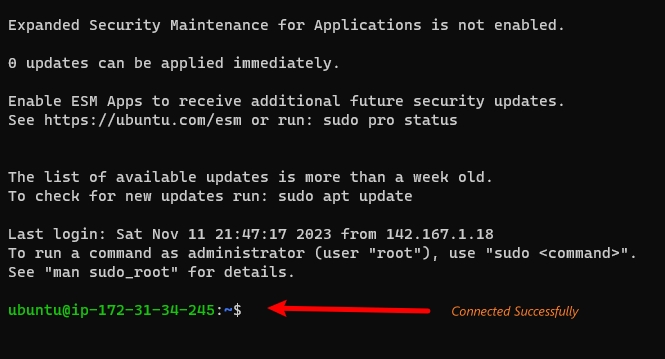 Expanded Security Maintenance for Applications is not enabled.
0 updates can be applied immediately.
Enable ESM Apps to receive additional future security updates.
See https://ubuntu.com/esm or run: sudo pro status
The list of available updates is more than a week old.
To check for new updates run: sudo apt update
Last login: Sat Nov 11 21:47:17 2023 from 142.167.1.18
To run a command as administrator (user "root"), use "sudo <command>".
See "man sudo_root" for details.
ubuntu@ip-172-31-34-245:~$
Connected Successfully